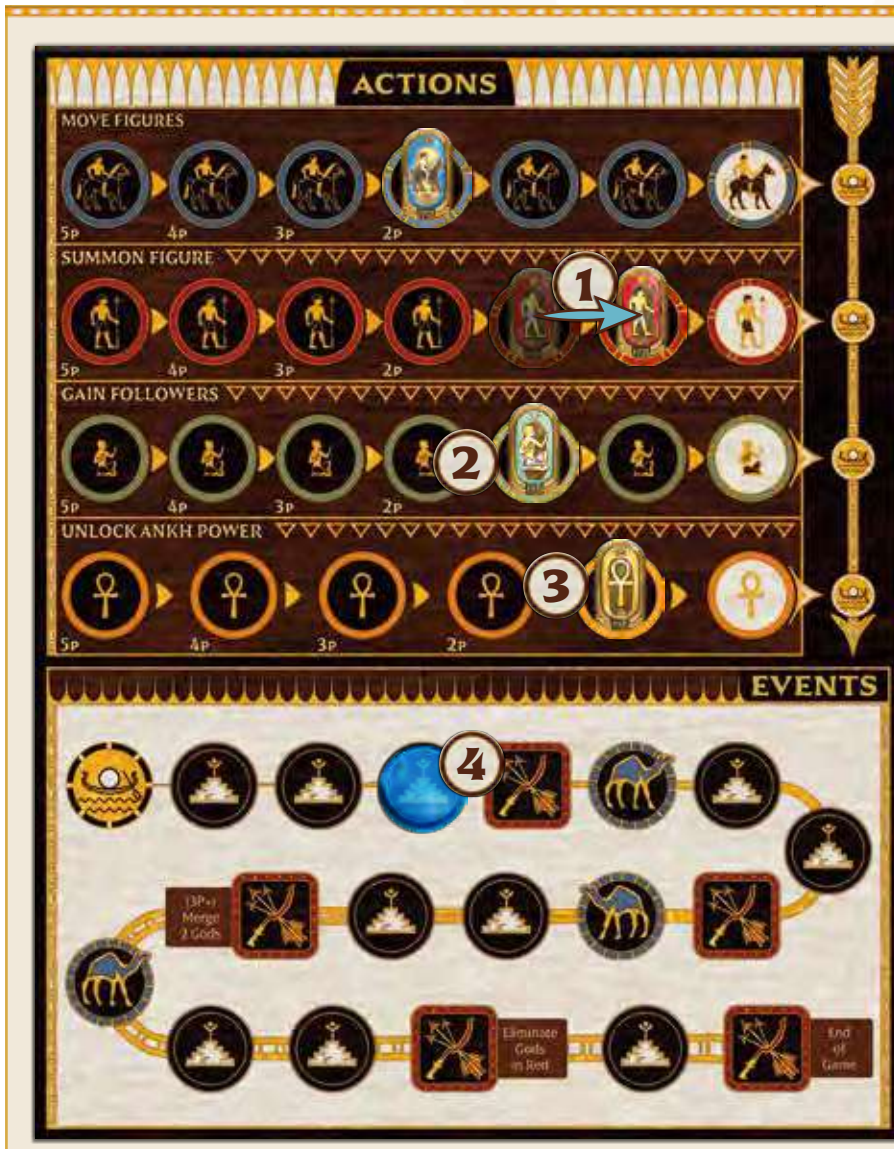 ACTIONS
MOVE FIGURES
5P 4P 3P 2P
SUMMON FIGURE
1
5P 4P 3P 2P
GAIN FOLLOWERS
2
5P 4P 3P 2P
UNLOCK ANKH POWER
3
5P 4P 3P 2P
EVENTS
4
(3P+)
Merge
2 Gods
Eliminate
Gods
in Red
End
of
Game